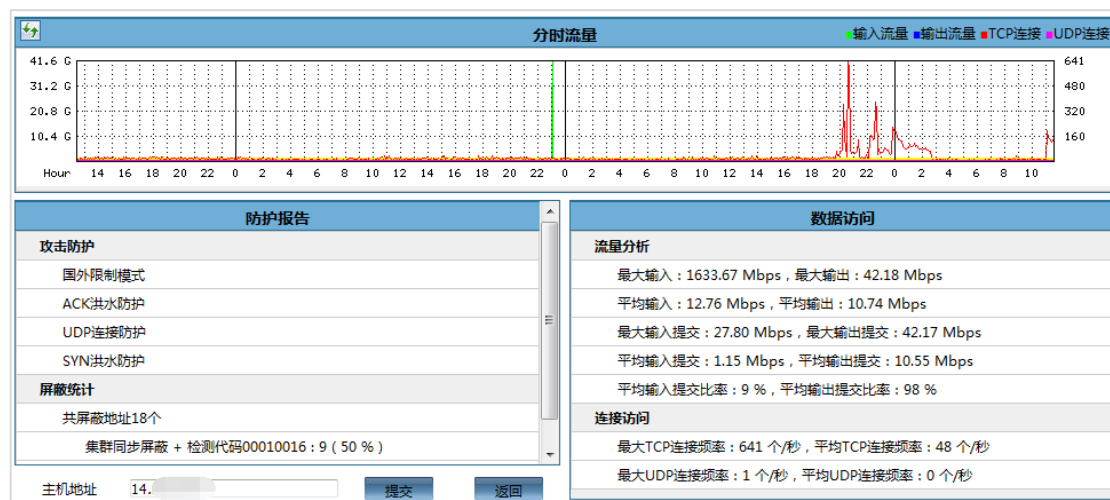 分时流量
输入流量 输出流量 TCP连接 UDP连接
41.6 G 641
31.2 G 480
20.8 G 320
10.4 G 160
Hour 14 16 18 20 22 0 2 4 6 8 10 12 14 16 18 20 22 0 2 4 6 8 10 12 14 16 18 20 22 0 2 4 6 8 10
防护报告
攻击防护
国外限制模式
ACK洪水防护
UDP连接防护
SYN洪水防护
屏蔽统计
共屏蔽地址18个
集群同步屏蔽 + 检测代码00010016 : 9 ( 50 % )
主机地址 14.
提交 返回
数据访问
流量分析
最大输入：1633.67 Mbps，最大输出：42.18 Mbps
平均输入：12.76 Mbps，平均输出：10.74 Mbps
最大输入提交：27.80 Mbps，最大输出提交：42.17 Mbps
平均输入提交：1.15 Mbps，平均输出提交：10.55 Mbps
平均输入提交比率：9 %，平均输出提交比率：98 %
连接访问
最大TCP连接频率：641 个/秒，平均TCP连接频率：48 个/秒
最大UDP连接频率：1 个/秒，平均UDP连接频率：0 个/秒